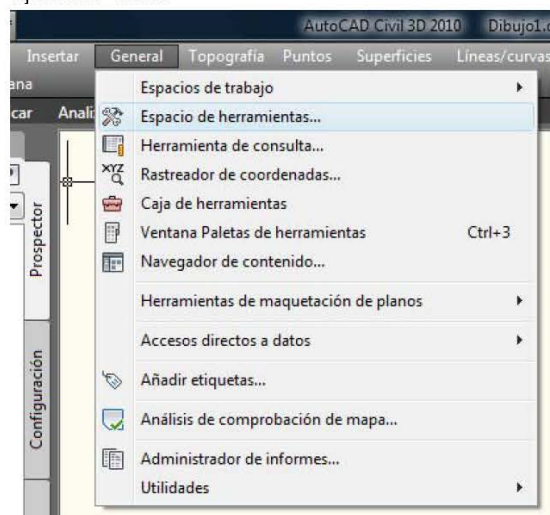 AutoCAD Civil 3D 2010 Dibujo1.
Insertar General Topografía Puntos Superficies Líneas/curvas
Espacios de trabajo
Espacio de herramientas...
Herramienta de consulta...
XYZ Rastreador de coordenadas...
Caja de herramientas
Ventana Paletas de herramientas Ctrl+3
Navegador de contenido...
Herramientas de maquetación de planos
Accesos directos a datos
Añadir etiquetas...
Análisis de comprobación de mapa...
Administrador de informes...
Utilidades
Prospector
Configuración